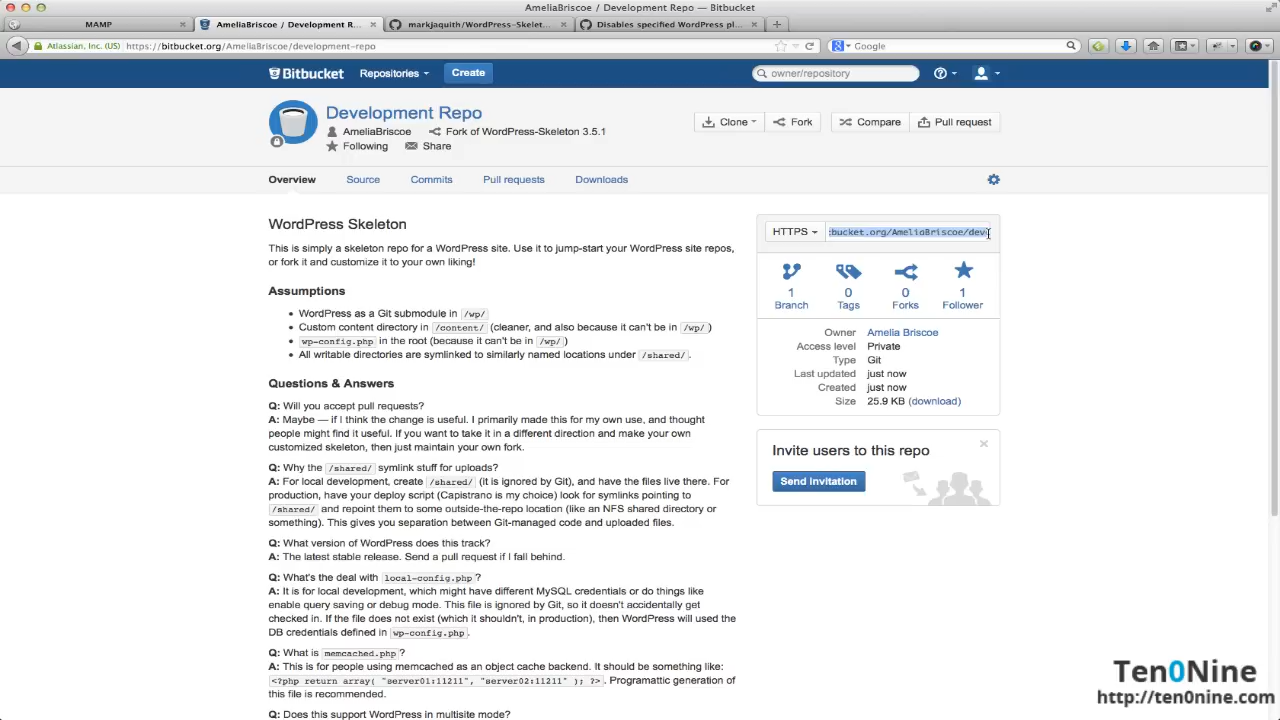 AmeliaBriscoe / Development Repo — Bitbucket
MAMP
AmeliaBriscoe / Development R...
markjaquith/WordPress-Skelet...
Disables specified WordPress pl...
Atlassian, Inc. (US)
https://bitbucket.org/AmeliaBriscoe/development-repo
Google
Bitbucket
Repositories
Create
owner/repository
Development Repo
AmeliaBriscoe
Fork of WordPress-Skeleton 3.5.1
Following
Share
Clone
Fork
Compare
Pull request
Overview
Source
Commits
Pull requests
Downloads
WordPress Skeleton
This is simply a skeleton repo for a WordPress site. Use it to jump-start your WordPress site repos,
or fork it and customize it to your own liking!
Assumptions
• WordPress as a Git submodule in /wp/
• Custom content directory in /content/ (cleaner, and also because it can't be in /wp/ )
• wp-config.php in the root (because it can't be in /wp/ )
• All writable directories are symlinked to similarly named locations under /shared/ .
Questions & Answers
Q: Will you accept pull requests?
A: Maybe — if I think the change is useful. I primarily made this for my own use, and thought
people might find it useful. If you want to take it in a different direction and make your own
customized skeleton, then just maintain your own fork.
Q: Why the /shared/ symlink stuff for uploads?
A: For local development, create /shared/ (it is ignored by Git), and have the files live there. For
production, have your deploy script (Capistrano is my choice) look for symlinks pointing to
/shared/ and repoint them to some outside-the-repo location (like an NFS shared directory or
something). This gives you separation between Git-managed code and uploaded files.
Q: What version of WordPress does this track?
A: The latest stable release. Send a pull request if I fall behind.
Q: What's the deal with local-config.php ?
A: It is for local development, which might have different MySQL credentials or do things like
enable query saving or debug mode. This file is ignored by Git, so it doesn't accidentally get
checked in. If the file does not exist (which it shouldn't, in production), then WordPress will used the
DB credentials defined in wp-config.php .
Q: What is memcached.php ?
A: This is for people using memcached as an object cache backend. It should be something like:
<?php return array( "server01:11211", "server02:11211" ); ?> . Programattic generation of
this file is recommended.
Q: Does this support WordPress in multisite mode?
HTTPS
:bucket.org/AmeliaBriscoe/dev
1
Branch
0
Tags
0
Forks
1
Follower
Owner Amelia Briscoe
Access level Private
Type Git
Last updated just now
Created just now
Size 25.9 KB (download)
Invite users to this repo
Send invitation
Ten0Nine
http://ten0nine.com